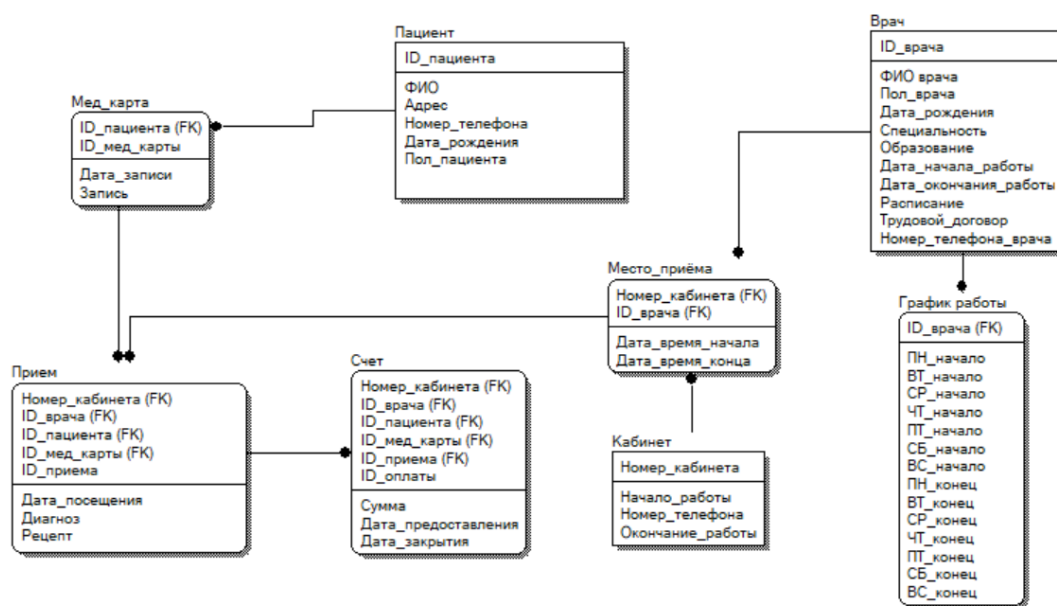 Пациент
ID_пациента
ФИО
Адрес
Номер_телефона
Дата_рождения
Пол_пациента
Врач
ID_врача
ФИО врача
Пол_врача
Дата_рождения
Специальность
Образование
Дата_начала_работы
Дата_окончания_работы
Расписание
Трудовой_договор
Номер_телефона_врача
Мед_карта
ID_пациента (FK)
ID_мед_карты
Дата_записи
Запись
Место_приёма
Номер_кабинета (FK)
ID_врача (FK)
Дата_время_начала
Дата_время_конца
График работы
ID_врача (FK)
ПН_начало
ВТ_начало
СР_начало
ЧТ_начало
ПТ_начало
СБ_начало
ВС_начало
ПН_конец
ВТ_конец
СР_конец
ЧТ_конец
ПТ_конец
СБ_конец
ВС_конец
Прием
Номер_кабинета (FK)
ID_врача (FK)
ID_пациента (FK)
ID_мед_карты (FK)
ID_приема
Дата_посещения
Диагноз
Рецепт
Счет
Номер_кабинета (FK)
ID_врача (FK)
ID_пациента (FK)
ID_мед_карты (FK)
ID_приема (FK)
ID_оплаты
Сумма
Дата_предоставления
Дата_закрытия
Кабинет
Номер_кабинета
Начало_работы
Номер_телефона
Окончание_работы